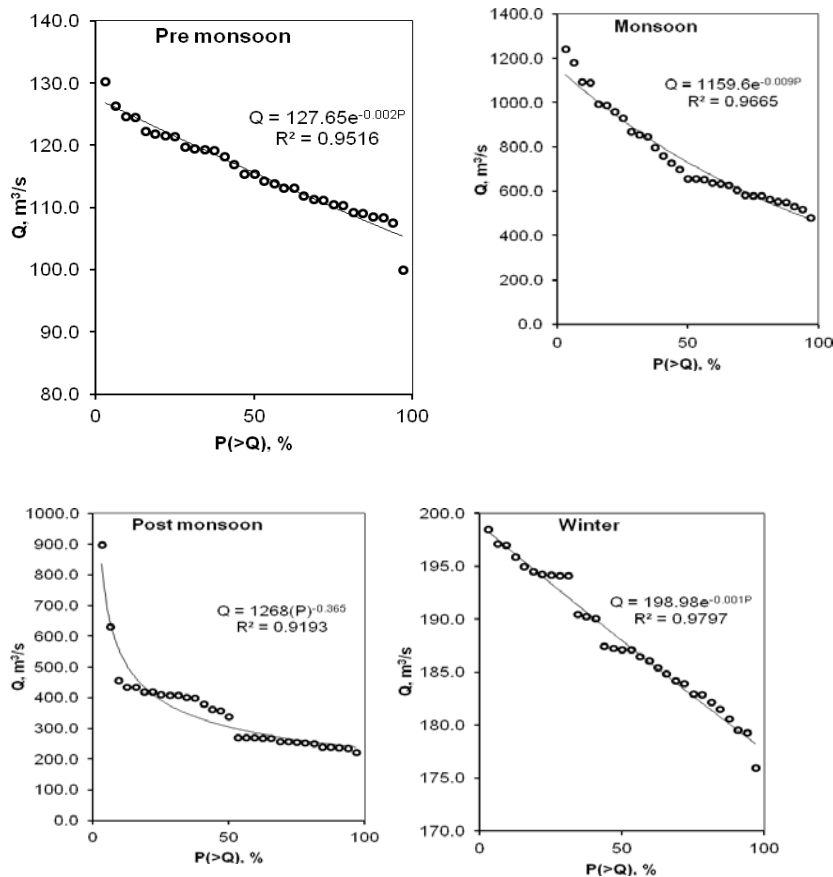 Pre monsoon
140.0
130.0
120.0
110.0
100.0
90.0
80.0
Q, m³/s
Q = 127.65e⁻⁰·⁰⁰²ᴾ
R² = 0.9516
0 50 100
P(>Q), %
Monsoon
1400.0
1200.0
1000.0
800.0
600.0
400.0
200.0
0.0
Q, m³/s
Q = 1159.6e⁻⁰·⁰⁰⁹ᴾ
R² = 0.9665
0 50 100
P(>Q), %
Post monsoon
1000.0
900.0
800.0
700.0
600.0
500.0
400.0
300.0
200.0
100.0
0.0
Q, m³/s
Q = 1268(P)⁻⁰·³⁶⁵
R² = 0.9193
0 50 100
P(>Q), %
Winter
200.0
195.0
190.0
185.0
180.0
175.0
170.0
Q, m³/s
Q = 198.98e⁻⁰·⁰⁰¹ᴾ
R² = 0.9797
0 50 100
P(>Q), %